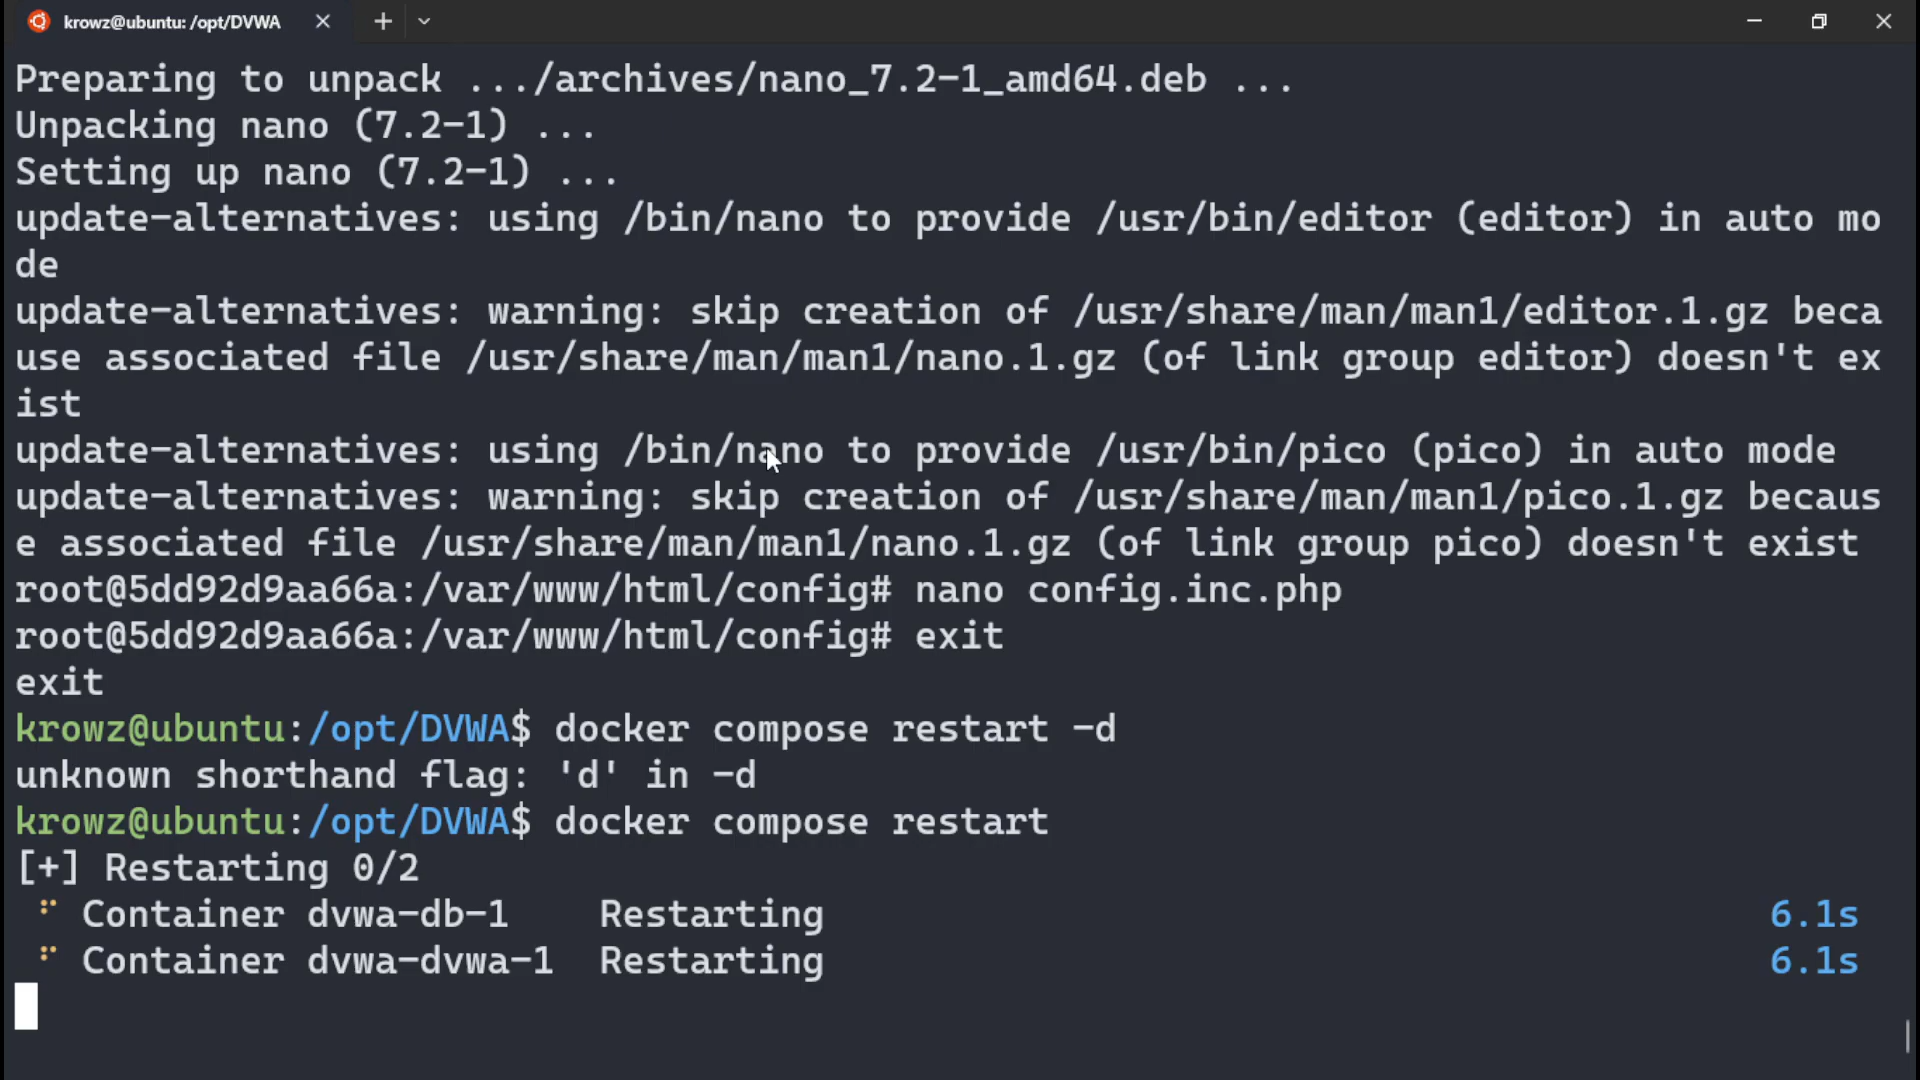 krowz@ubuntu: /opt/DVWA
Preparing to unpack .../archives/nano_7.2-1_amd64.deb ...
Unpacking nano (7.2-1) ...
Setting up nano (7.2-1) ...
update-alternatives: using /bin/nano to provide /usr/bin/editor (editor) in auto mo
de
update-alternatives: warning: skip creation of /usr/share/man/man1/editor.1.gz beca
use associated file /usr/share/man/man1/nano.1.gz (of link group editor) doesn't ex
ist
update-alternatives: using /bin/nano to provide /usr/bin/pico (pico) in auto mode
update-alternatives: warning: skip creation of /usr/share/man/man1/pico.1.gz becaus
e associated file /usr/share/man/man1/nano.1.gz (of link group pico) doesn't exist
root@5dd92d9aa66a:/var/www/html/config# nano config.inc.php
root@5dd92d9aa66a:/var/www/html/config# exit
exit
krowz@ubuntu:/opt/DVWA$ docker compose restart -d
unknown shorthand flag: 'd' in -d
krowz@ubuntu:/opt/DVWA$ docker compose restart
[+] Restarting 0/2
Container dvwa-db-1 Restarting 6.1s
Container dvwa-dvwa-1 Restarting 6.1s